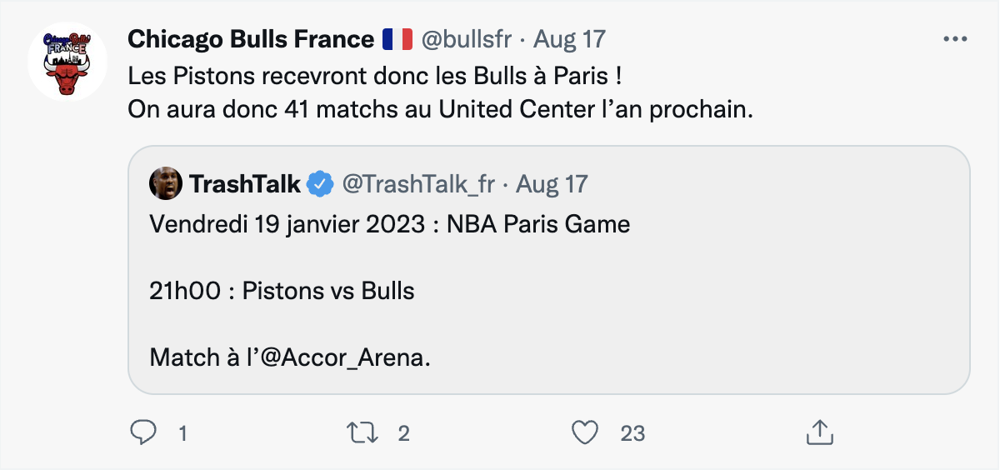 Chicago Bulls FRANCE
Chicago Bulls France 🇫🇷 @bullsfr · Aug 17
Les Pistons recevront donc les Bulls à Paris !
On aura donc 41 matchs au United Center l’an prochain.
TrashTalk @TrashTalk_fr · Aug 17
Vendredi 19 janvier 2023 : NBA Paris Game
21h00 : Pistons vs Bulls
Match à l’@Accor_Arena.
1 2 23